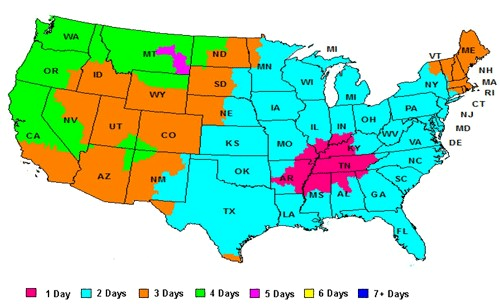 WA
MT
ND
MN
MI
VT
ME
OR
ID
SD
WI
NH
MA
RI
CT
WY
MI
NY
NJ
IA
PA
NE
NV
UT
CO
IL
IN
OH
MD
CA
KS
MO
WV
VA
DE
KY
NC
TN
OK
AR
SC
AZ
NM
MS
AL
GA
TX
LA
FL
1 Day 2 Days 3 Days 4 Days 5 Days 6 Days 7+ Days